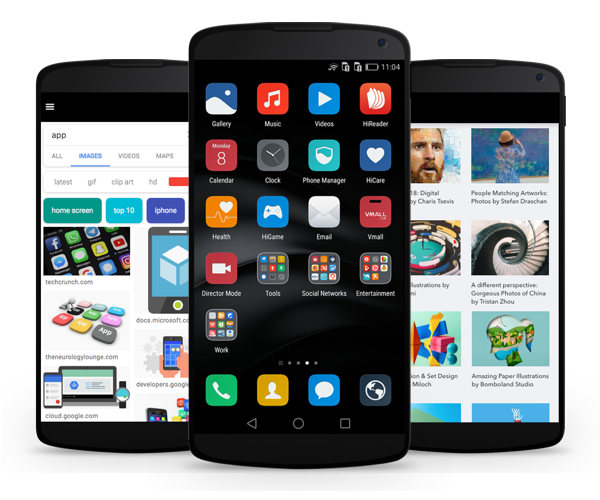 app
ALL IMAGES VIDEOS MAPS
latest gif clip art hd
home screen top 10 iphone
techcrunch.com
docs.microsoft.c
App
theneurologylounge.com
developers.google
cloud.google.com
11:04
Gallery Music Videos HiReader
Monday
8
Calendar Clock Phone Manager HiCare
VMALL
Health HiGame Email Vmall
Director Mode Tools Social Networks Entertainment
Work
18: Digital
by Charis Tsevis
People Matching Artworks:
Photos by Stefan Draschan
llustrations by
ni
A different perspective:
Gorgeous Photos of China
by Tristan Zhou
on & Set Design
Miloch
Amazing Paper Illustrations
by Bomboland Studio